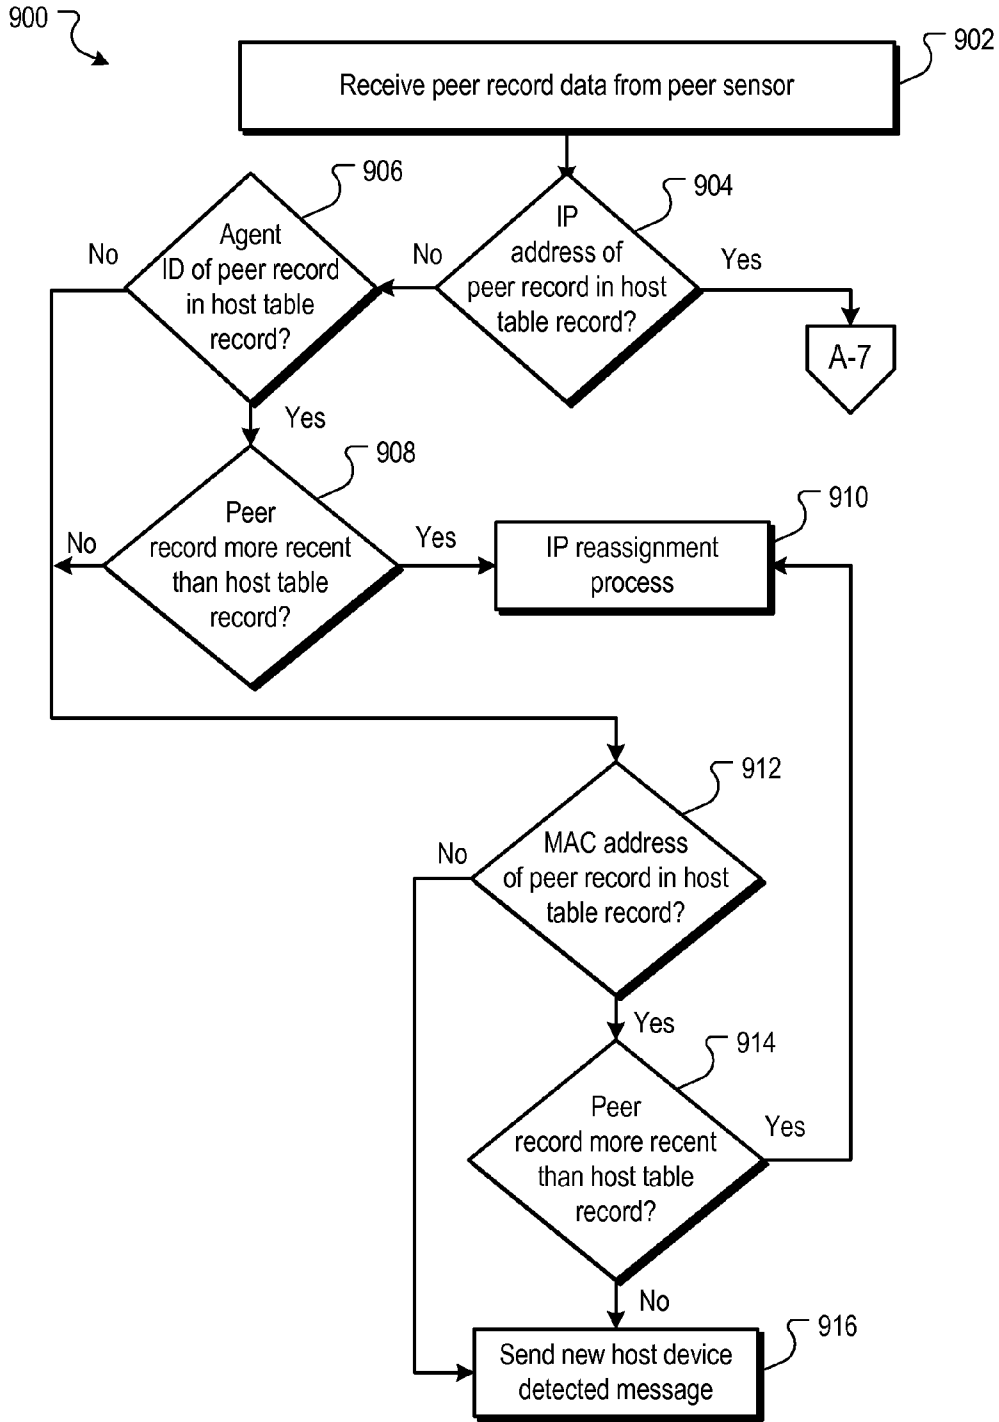 900
902
Receive peer record data from peer sensor
906
904
No
Agent
ID of peer record
in host table
record?
No
IP
address of
peer record in host
table record?
Yes
A-7
Yes
908
No
Peer
record more recent
than host table
record?
Yes
910
IP reassignment
process
912
No
MAC address
of peer record in host
table record?
Yes
914
Peer
record more recent
than host table
record?
Yes
No
916
Send new host device
detected message